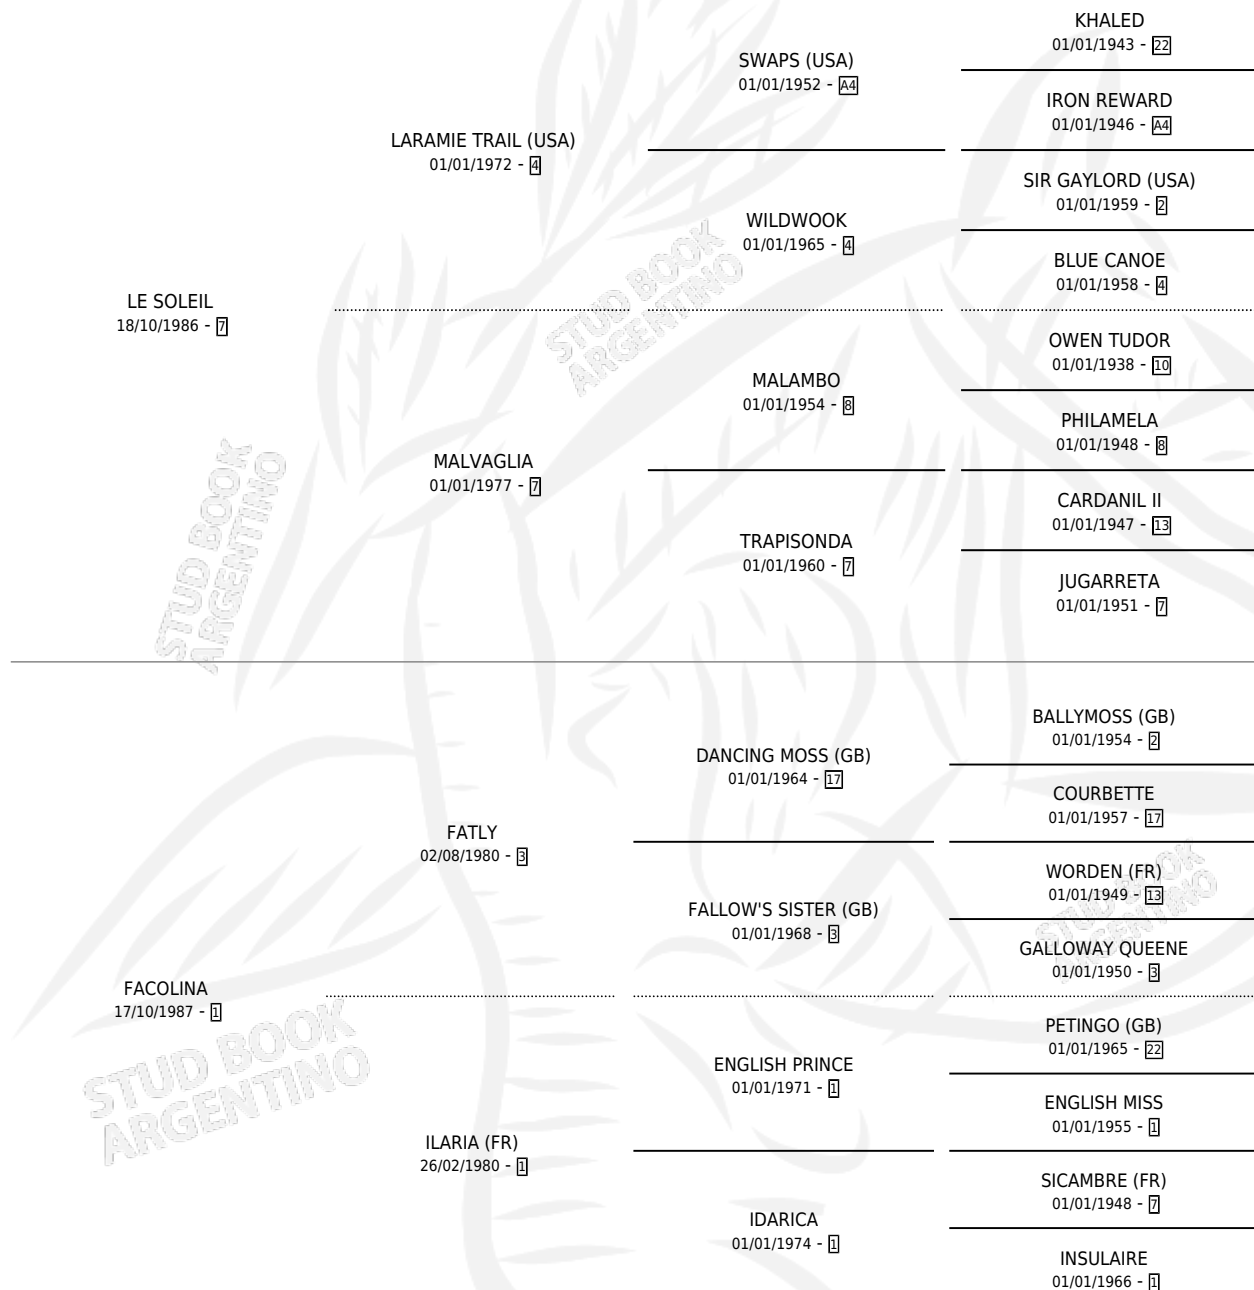 KHALED
01/01/1943 - 22
SWAPS (USA)
01/01/1952 - A4
IRON REWARD
01/01/1946 - A4
LARAMIE TRAIL (USA)
01/01/1972 - 4
SIR GAYLORD (USA)
01/01/1959 - 2
WILDWOOK
01/01/1965 - 4
BLUE CANOE
01/01/1958 - 4
LE SOLEIL
18/10/1986 - 7
OWEN TUDOR
01/01/1938 - 10
MALAMBO
01/01/1954 - 8
PHILAMELA
01/01/1948 - 8
MALVAGLIA
01/01/1977 - 7
CARDANIL II
01/01/1947 - 13
TRAPISONDA
01/01/1960 - 7
JUGARRETA
01/01/1951 - 7
BALLYMOSS (GB)
01/01/1954 - 2
DANCING MOSS (GB)
01/01/1964 - 17
COURBETTE
01/01/1957 - 17
FATLY
02/08/1980 - 3
WORDEN (FR)
01/01/1949 - 13
FALLOW'S SISTER (GB)
01/01/1968 - 3
GALLOWAY QUEENE
01/01/1950 - 3
FACOLINA
17/10/1987 - 1
PETINGO (GB)
01/01/1965 - 22
ENGLISH PRINCE
01/01/1971 - 1
ENGLISH MISS
01/01/1955 - 1
ILARIA (FR)
26/02/1980 - 1
SICAMBRE (FR)
01/01/1948 - 7
IDARICA
01/01/1974 - 1
INSULAIRE
01/01/1966 - 1
STUD BOOK
ARGENTINO
STUD BOOK
ARGENTINO
STUD BOOK
ARGENTINO
STUD BOOK
ARGENTINO